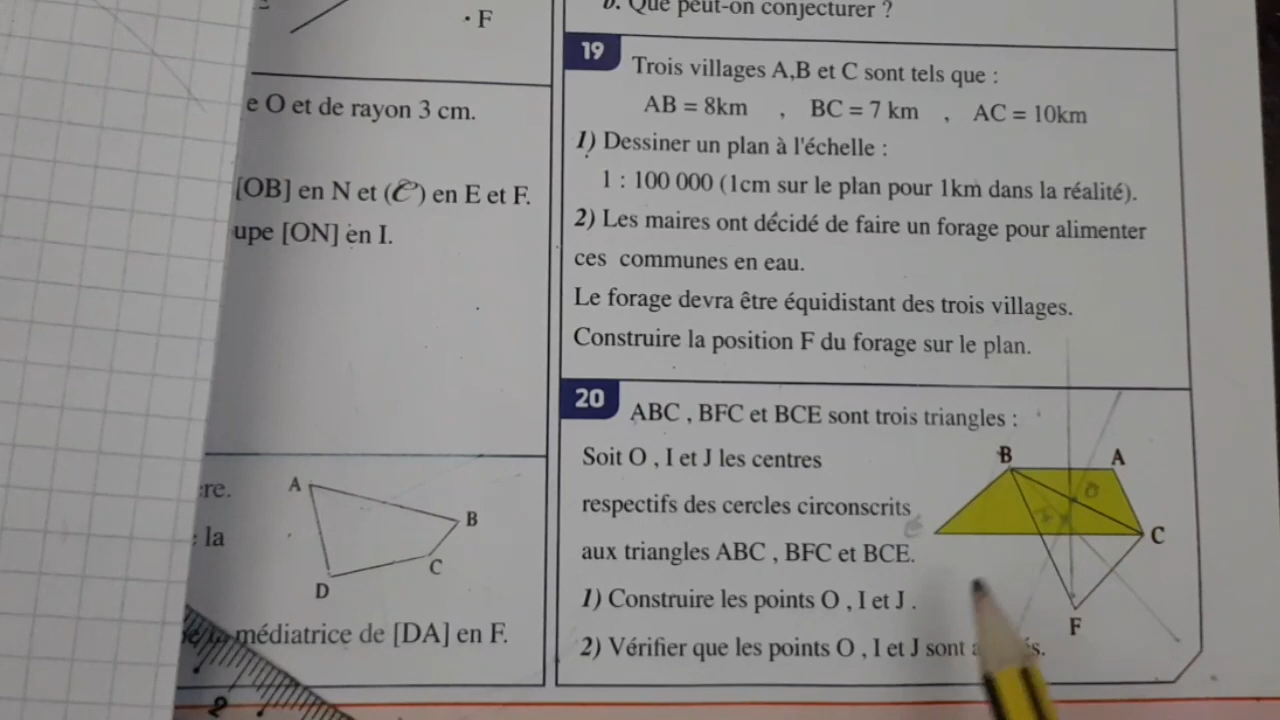 · F
e O et de rayon 3 cm.
[OB] en N et (C) en E et F.
upe [ON] en I.
re.
la
A
B
C
D
médiatrice de [DA] en F.
2
b. Que peut-on conjecturer ?
19
Trois villages A,B et C sont tels que :
AB = 8km , BC = 7 km , AC = 10km
1) Dessiner un plan à l'échelle :
1 : 100 000 (1cm sur le plan pour 1km dans la réalité).
2) Les maires ont décidé de faire un forage pour alimenter
ces communes en eau.
Le forage devra être équidistant des trois villages.
Construire la position F du forage sur le plan.
20
ABC , BFC et BCE sont trois triangles :
Soit O , I et J les centres
respectifs des cercles circonscrits
aux triangles ABC , BFC et BCE.
1) Construire les points O , I et J .
2) Vérifier que les points O , I et J sont
B
A
C
F